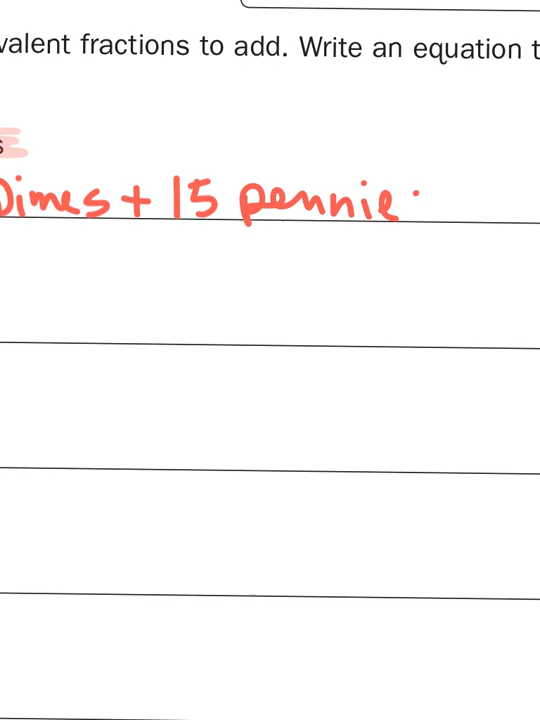 valent fractions to add. Write an equation t
s
Dimes + 15 pennie